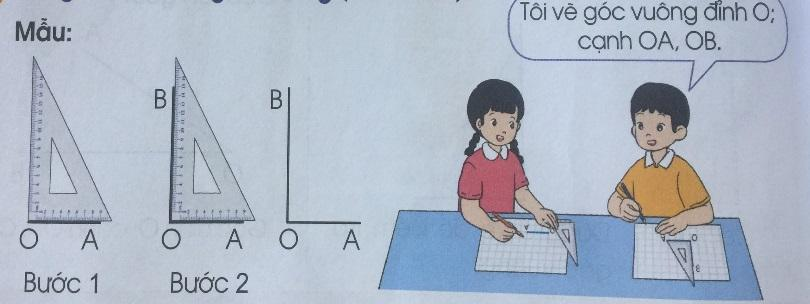 Tôi vẽ góc vuông đỉnh O;
cạnh OA, OB.
Mẫu:
B
B
O A
O A
O A
Bước 1
Bước 2